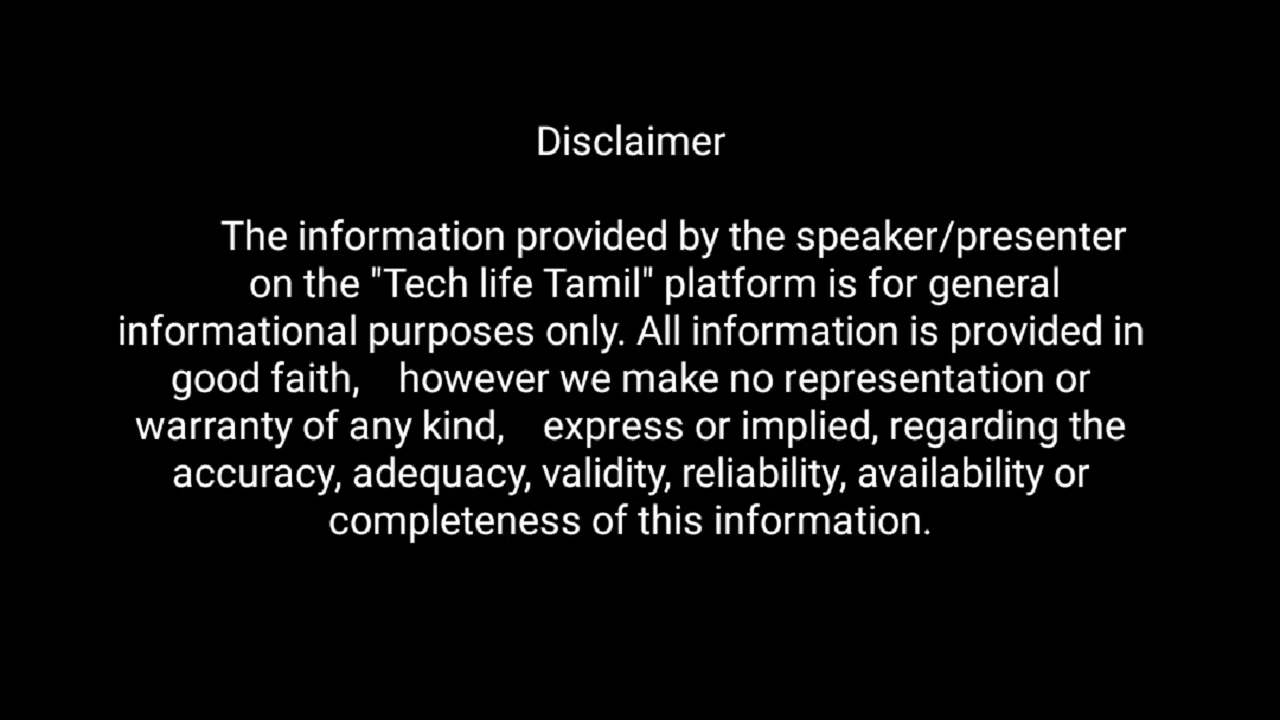 Disclaimer
The information provided by the speaker/presenter
on the "Tech life Tamil" platform is for general
informational purposes only. All information is provided in
good faith, however we make no representation or
warranty of any kind, express or implied, regarding the
accuracy, adequacy, validity, reliability, availability or
completeness of this information.